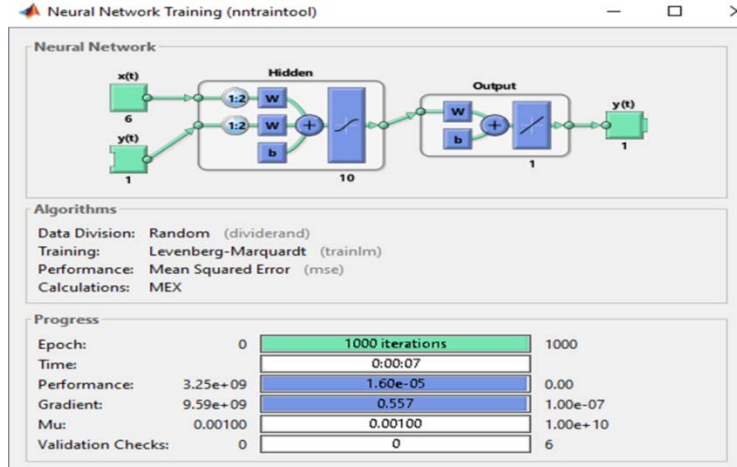 Neural Network Training (nntraintool)
Neural Network
Hidden
Output
x(t)
6
y(t)
1
1:2 W
1:2 W
b
+
10
W
b
+
1
y(t)
1
Algorithms
Data Division: Random (dividerand)
Training: Levenberg-Marquardt (trainlm)
Performance: Mean Squared Error (mse)
Calculations: MEX
Progress
Epoch: 0 1000 iterations 1000
Time: 0:00:07
Performance: 3.25e+09 1.60e-05 0.00
Gradient: 9.59e+09 0.557 1.00e-07
Mu: 0.00100 0.00100 1.00e+10
Validation Checks: 0 0 6